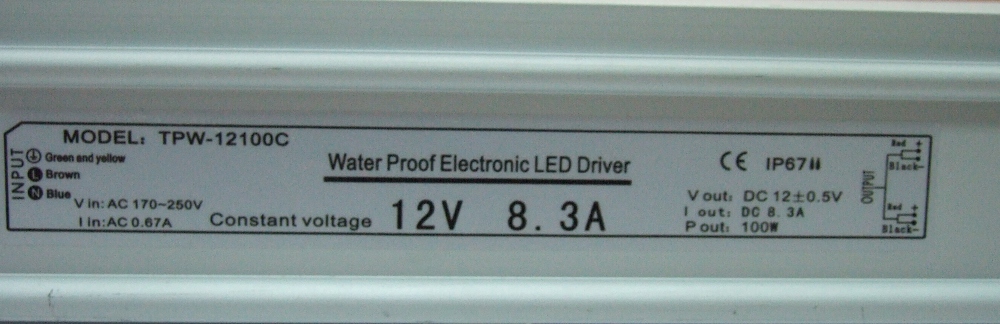 MODEL: TPW-12100C
INPUT
Green and yellow
L Brown
N Blue
V in: AC 170~250V
I in: AC 0.67A
Water Proof Electronic LED Driver
Constant voltage 12V 8.3A
CE IP67
V out: DC 12±0.5V
I out: DC 8.3A
P out: 100W
OUTPUT
Red +
Black -
Red +
Black -